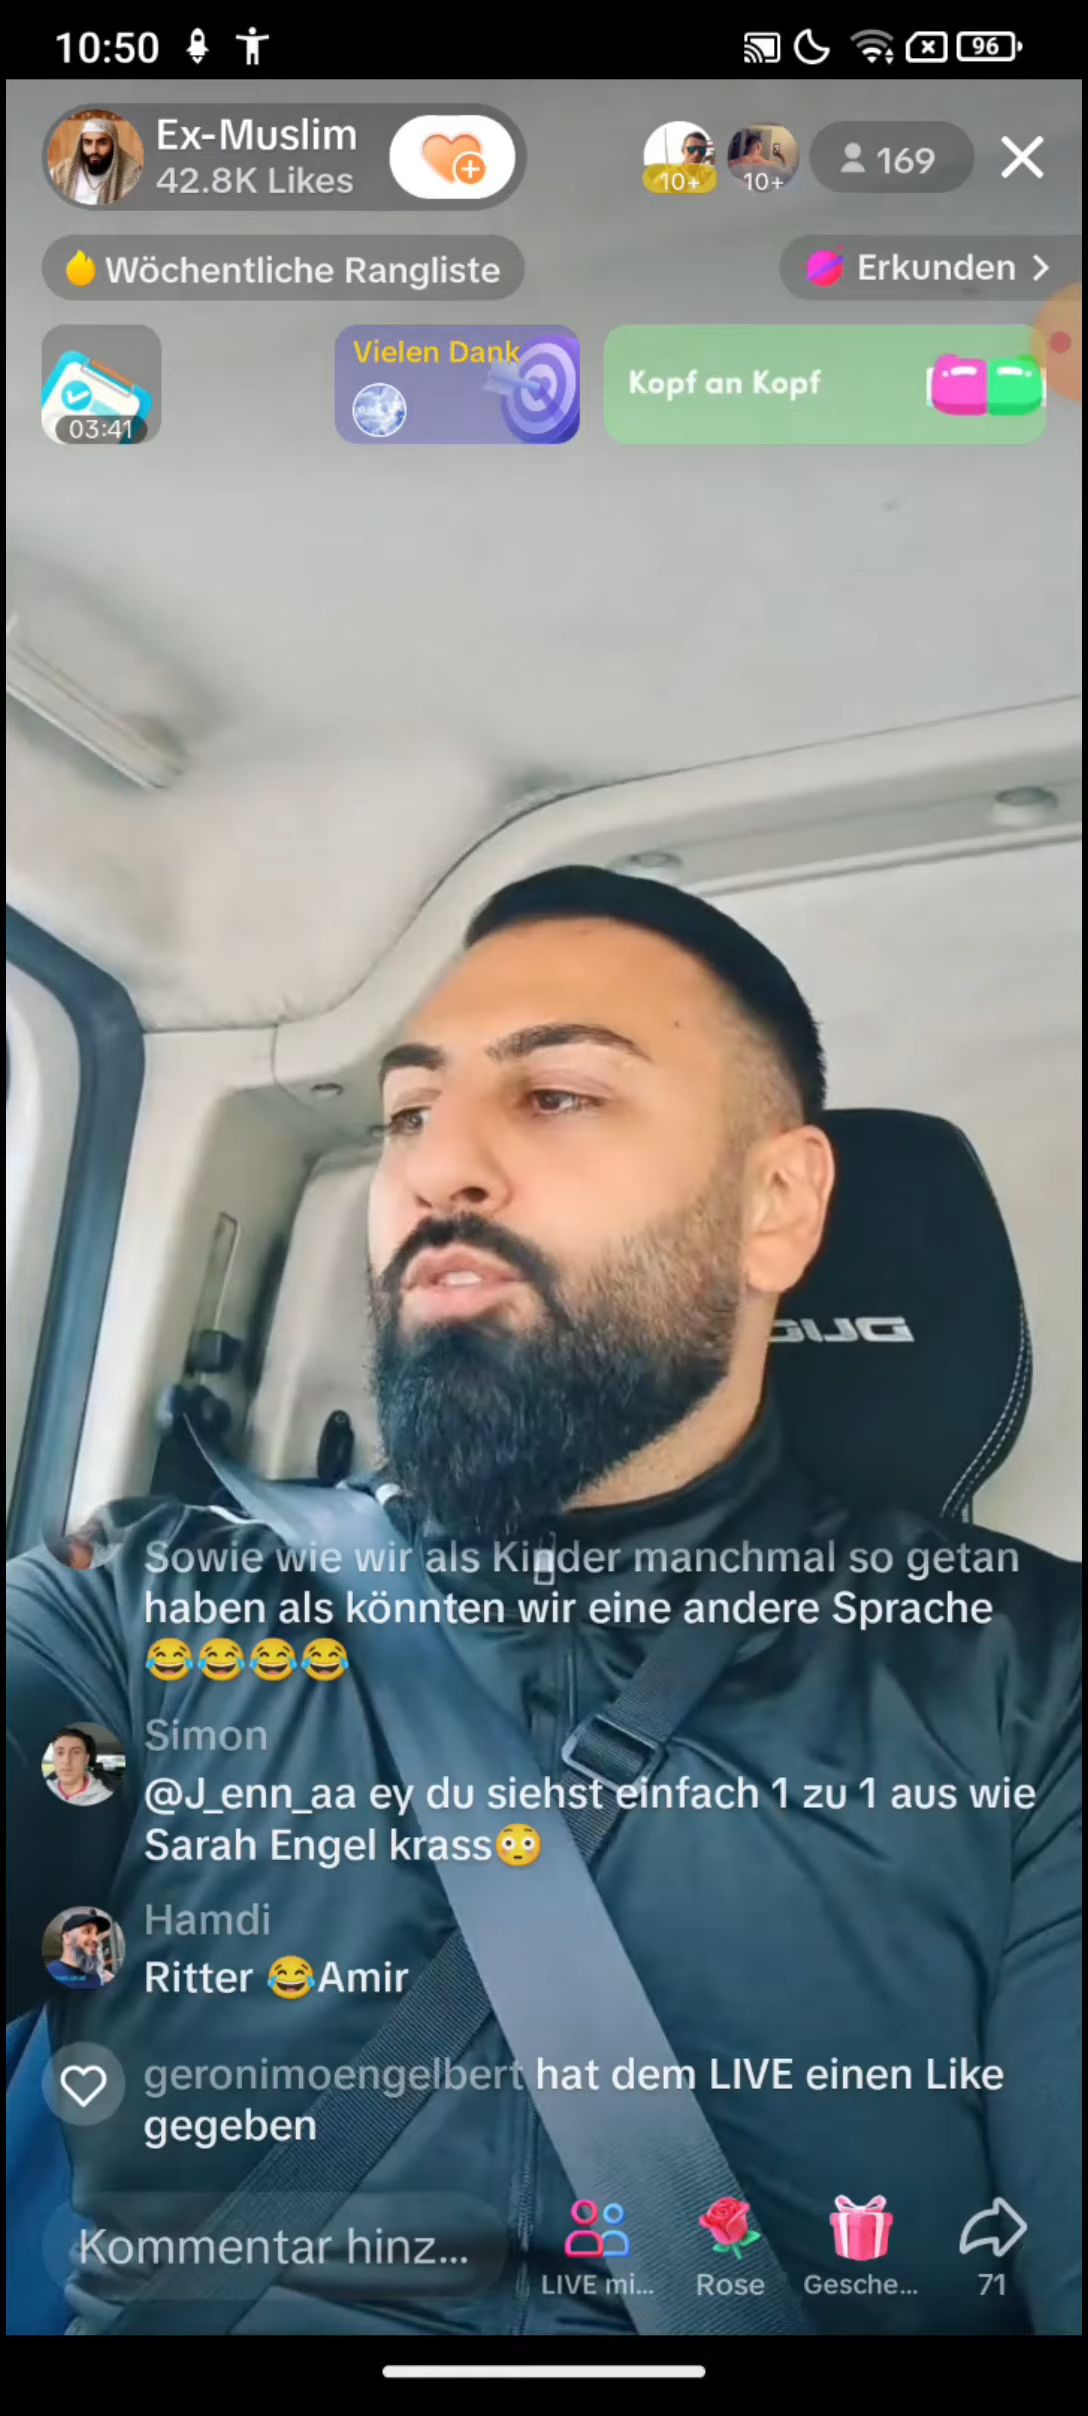 10:50
96
Ex-Muslim
42.8K Likes
10+
10+
169
Wöchentliche Rangliste
Erkunden
03:41
Vielen Dank
Kopf an Kopf
Sowie wie wir als Kinder manchmal so getan
haben als könnten wir eine andere Sprache
😂😂😂😂
Simon
@J_enn_aa ey du siehst einfach 1 zu 1 aus wie
Sarah Engel krass😳
Hamdi
Ritter 😂Amir
geronimoengelbert hat dem LIVE einen Like
gegeben
Kommentar hinz...
LIVE mi...
Rose
Gesche...
71